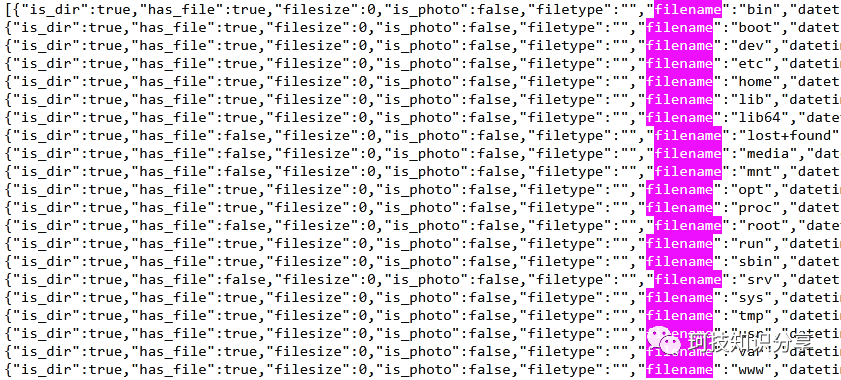 [{"is_dir":true,"has_file":true,"filesize":0,"is_photo":false,"filetype":"","filename":"bin","datet
{"is_dir":true,"has_file":true,"filesize":0,"is_photo":false,"filetype":"","filename":"boot","datet
{"is_dir":true,"has_file":true,"filesize":0,"is_photo":false,"filetype":"","filename":"dev","datetim
{"is_dir":true,"has_file":true,"filesize":0,"is_photo":false,"filetype":"","filename":"etc","datetim
{"is_dir":true,"has_file":true,"filesize":0,"is_photo":false,"filetype":"","filename":"home","dateti
{"is_dir":true,"has_file":true,"filesize":0,"is_photo":false,"filetype":"","filename":"lib","datetim
{"is_dir":true,"has_file":true,"filesize":0,"is_photo":false,"filetype":"","filename":"lib64","datet
{"is_dir":true,"has_file":false,"filesize":0,"is_photo":false,"filetype":"","filename":"lost+found"
{"is_dir":true,"has_file":false,"filesize":0,"is_photo":false,"filetype":"","filename":"media","date
{"is_dir":true,"has_file":false,"filesize":0,"is_photo":false,"filetype":"","filename":"mnt","dateti
{"is_dir":true,"has_file":true,"filesize":0,"is_photo":false,"filetype":"","filename":"opt","datetim
{"is_dir":true,"has_file":true,"filesize":0,"is_photo":false,"filetype":"","filename":"proc","dateti
{"is_dir":true,"has_file":false,"filesize":0,"is_photo":false,"filetype":"","filename":"root","datet
{"is_dir":true,"has_file":true,"filesize":0,"is_photo":false,"filetype":"","filename":"run","datetim
{"is_dir":true,"has_file":true,"filesize":0,"is_photo":false,"filetype":"","filename":"sbin","dateti
{"is_dir":true,"has_file":false,"filesize":0,"is_photo":false,"filetype":"","filename":"srv","dateti
{"is_dir":true,"has_file":true,"filesize":0,"is_photo":false,"filetype":"","filename":"sys","datetim
{"is_dir":true,"has_file":true,"filesize":0,"is_photo":false,"filetype":"","filename":"tmp","datetim
{"is_dir":true,"has_file":true,"filesize":0,"is_photo":false,"filetype":"","filename":"usr","datetim
{"is_dir":true,"has_file":true,"filesize":0,"is_photo":false,"filetype":"","filename":"var","datetim
{"is_dir":true,"has_file":true,"filesize":0,"is_photo":false,"filetype":"","filename":"www","datetim
珂技知识分享